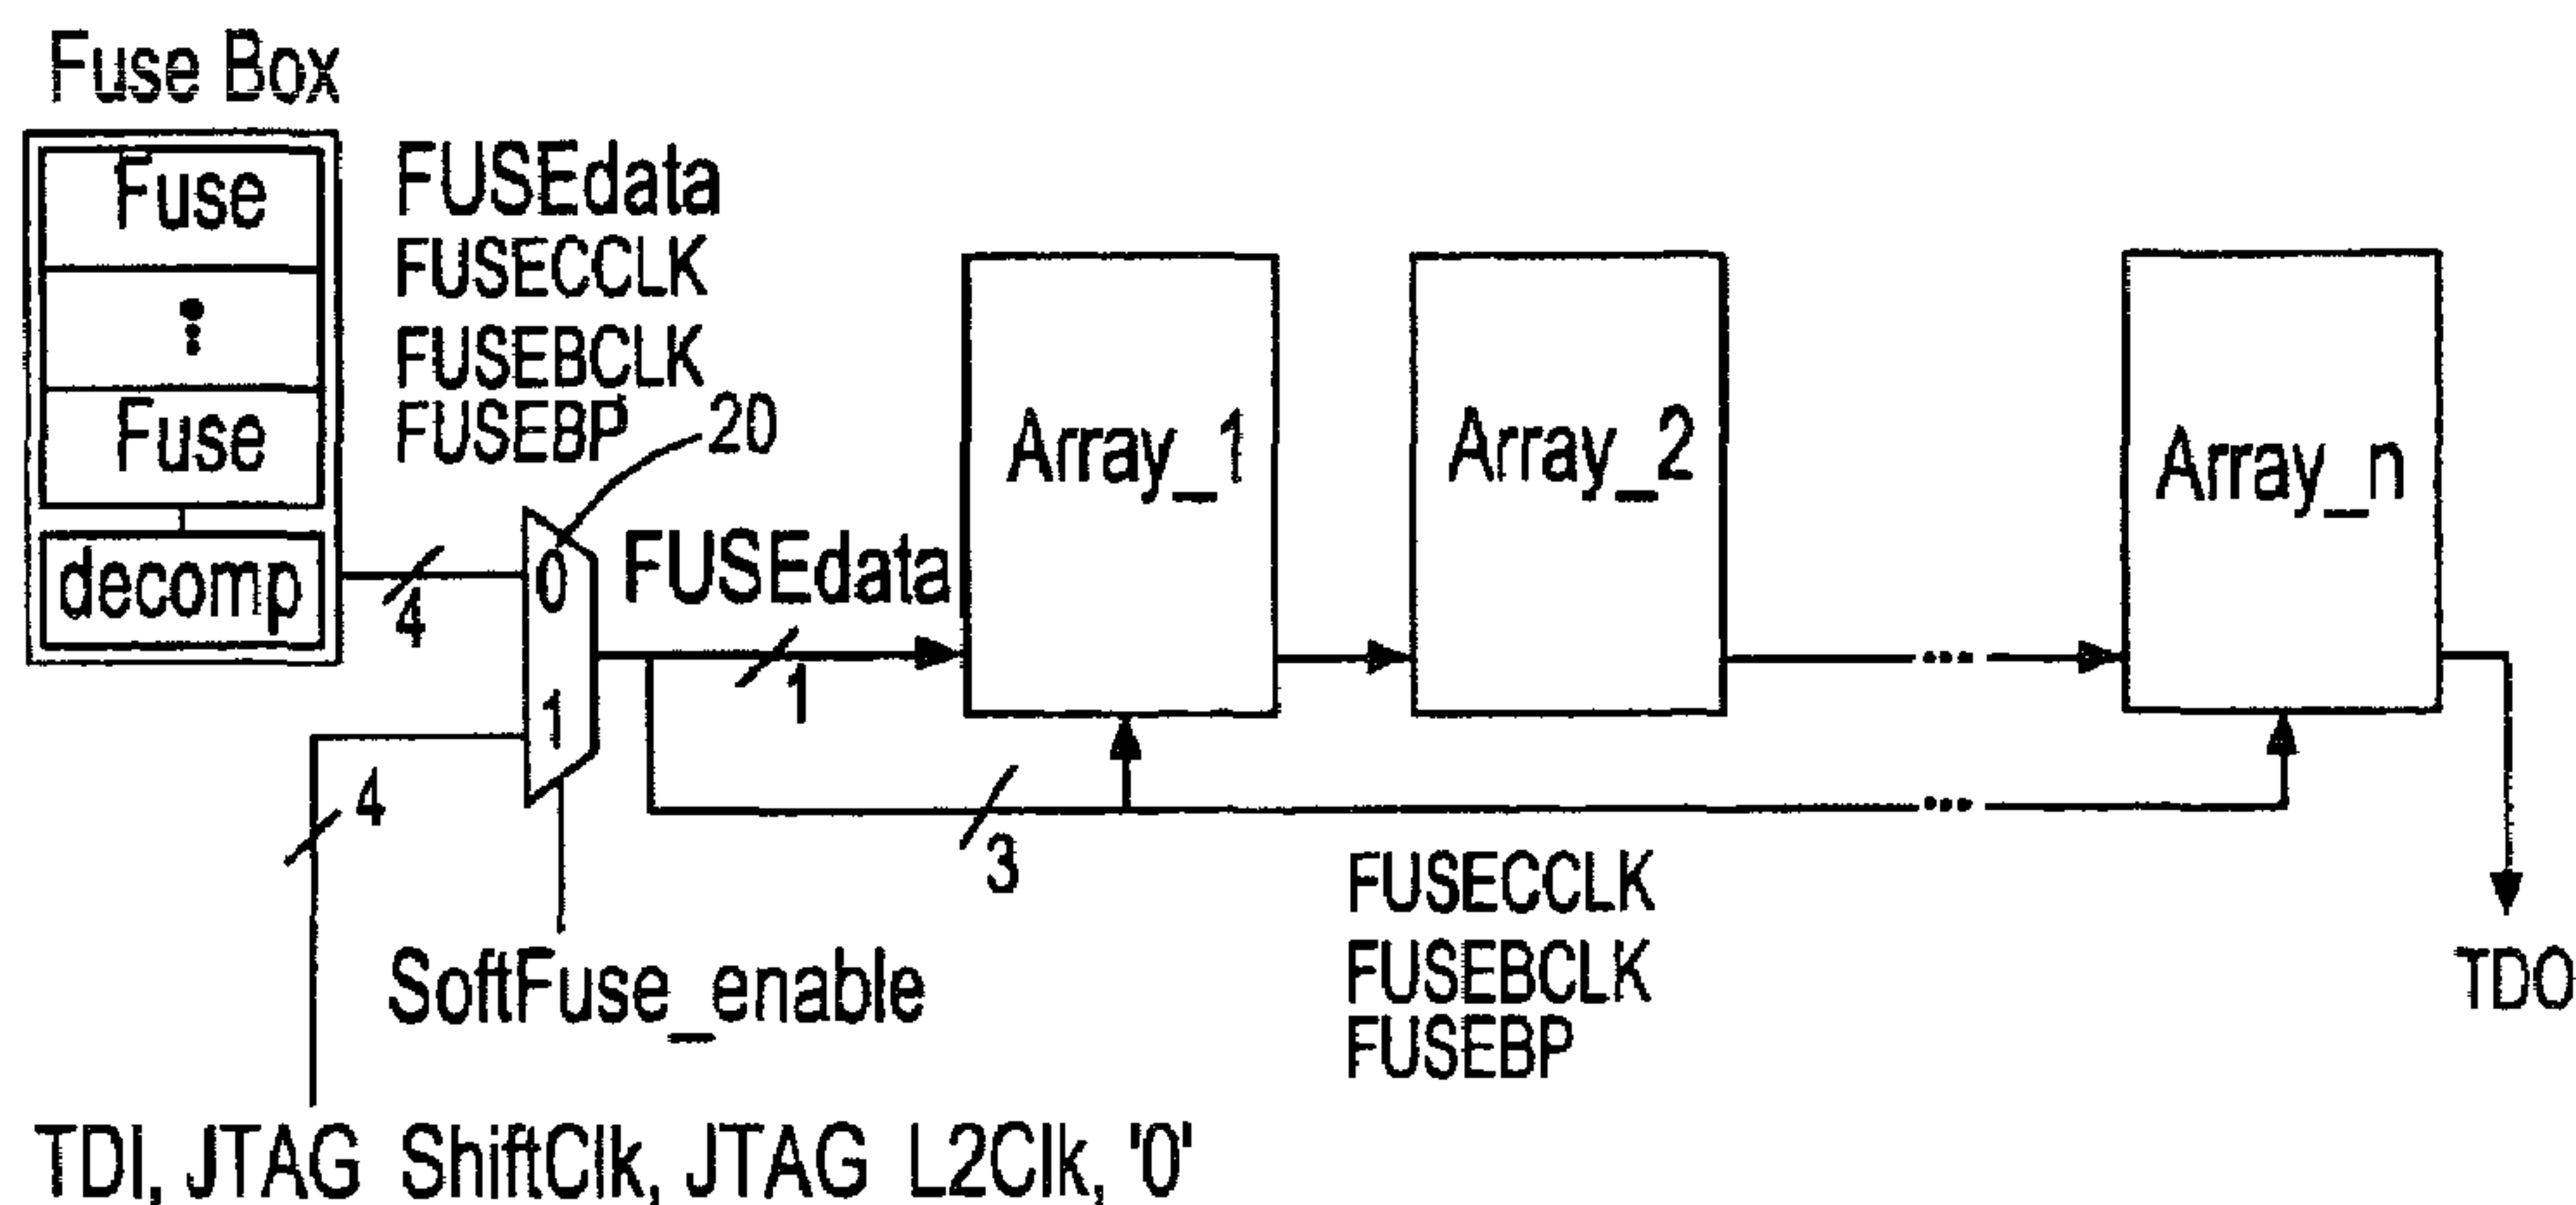 Fuse Box
Fuse
Fuse
decomp
FUSEdata
FUSECCLK
FUSEBCLK
FUSEBP
20
4
0
1
4
FUSEdata
1
3
Array_1
Array_2
Array_n
SoftFuse_enable
FUSECCLK
FUSEBCLK
FUSEBP
TDO
TDI, JTAG ShiftClk, JTAG L2Clk, '0'